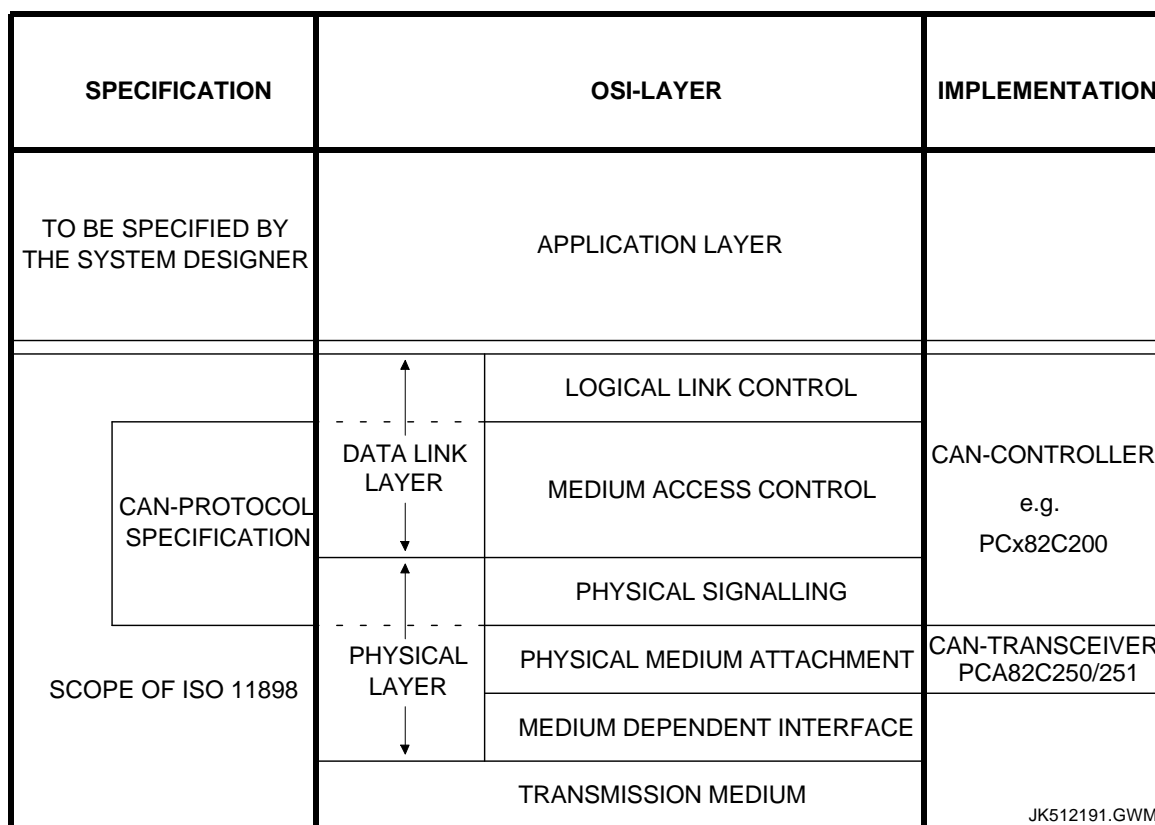 SPECIFICATION
OSI-LAYER
IMPLEMENTATION
TO BE SPECIFIED BY
THE SYSTEM DESIGNER
APPLICATION LAYER
LOGICAL LINK CONTROL
DATA LINK
LAYER
MEDIUM ACCESS CONTROL
CAN-CONTROLLER
e.g.
PCx82C200
CAN-PROTOCOL
SPECIFICATION
PHYSICAL SIGNALLING
SCOPE OF ISO 11898
PHYSICAL
LAYER
PHYSICAL MEDIUM ATTACHMENT
CAN-TRANSCEIVER
PCA82C250/251
MEDIUM DEPENDENT INTERFACE
TRANSMISSION MEDIUM
JK512191.GWM